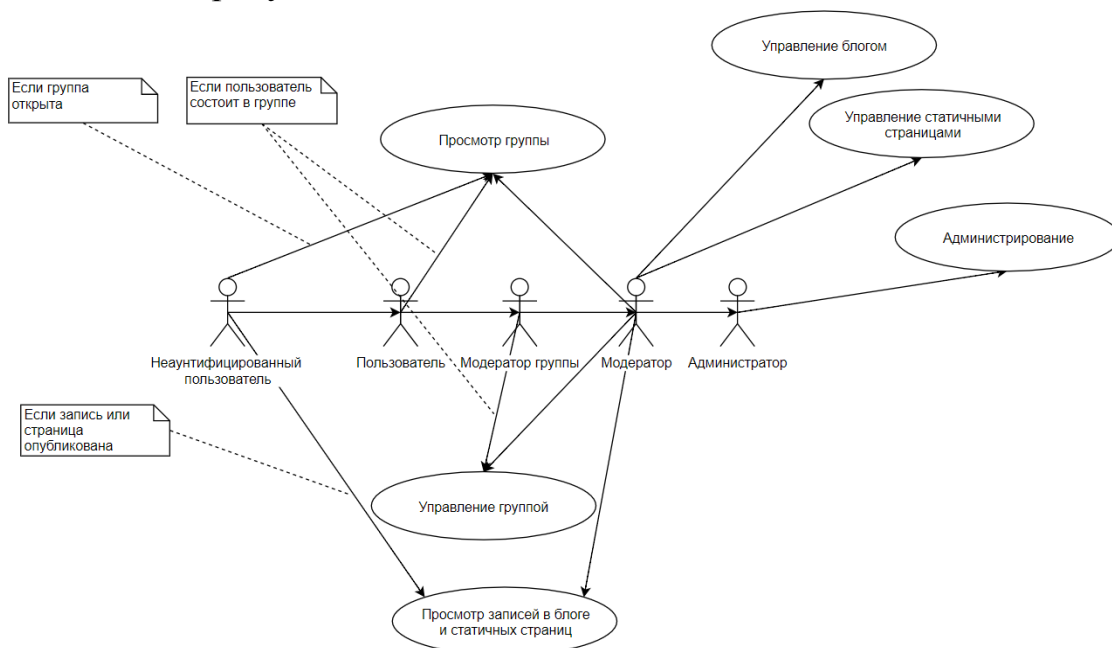 Управление блогом
Если группа
открыта
Если пользователь
состоит в группе
Управление статичными
страницами
Просмотр группы
Администрирование
Неаунтифицированный
пользователь
Пользователь
Модератор группы
Модератор
Администратор
Если запись или
страница
опубликована
Управление группой
Просмотр записей в блоге
и статичных страниц